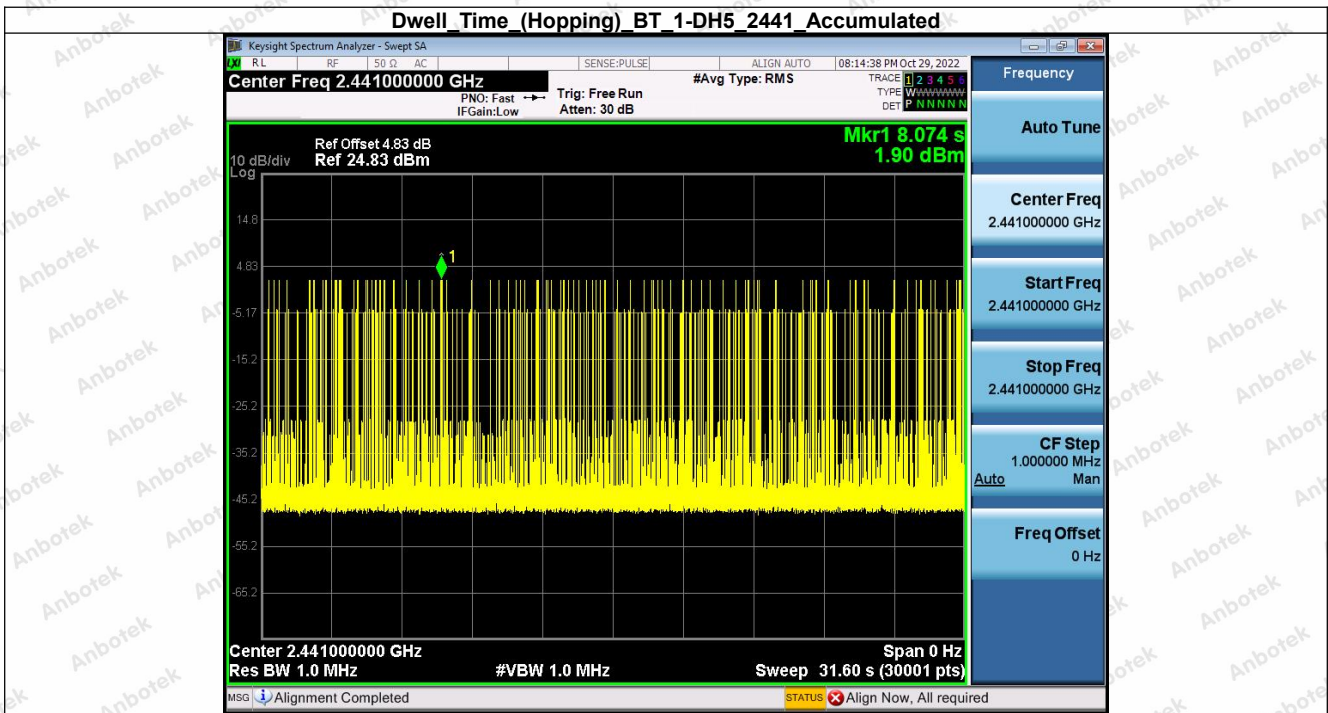 Dwell_Time_(Hopping)_BT_1-DH5_2441_Accumulated
Keysight Spectrum Analyzer - Swept SA
LXI RL RF 50 Ω AC SENSE:PULSE ALIGN AUTO 08:14:38 PM Oct 29, 2022
Center Freq 2.441000000 GHz
PNO: Fast
IFGain:Low
Trig: Free Run
Atten: 30 dB
#Avg Type: RMS
TRACE 1 2 3 4 5 6
TYPE WWWWWW
DET P N N N N N
Frequency
Mkr1 8.074 s
1.90 dBm
Ref Offset 4.83 dB
10 dB/div Ref 24.83 dBm
Log
14.8
4.83
-5.17
-15.2
-25.2
-35.2
-45.2
-55.2
-65.2
1
Center 2.441000000 GHz Span 0 Hz
Res BW 1.0 MHz #VBW 1.0 MHz Sweep 31.60 s (30001 pts)
Auto Tune
Center Freq
2.441000000 GHz
Start Freq
2.441000000 GHz
Stop Freq
2.441000000 GHz
CF Step
1.000000 MHz
Auto Man
Freq Offset
0 Hz
MSG Alignment Completed STATUS Align Now, All required
Anbotek